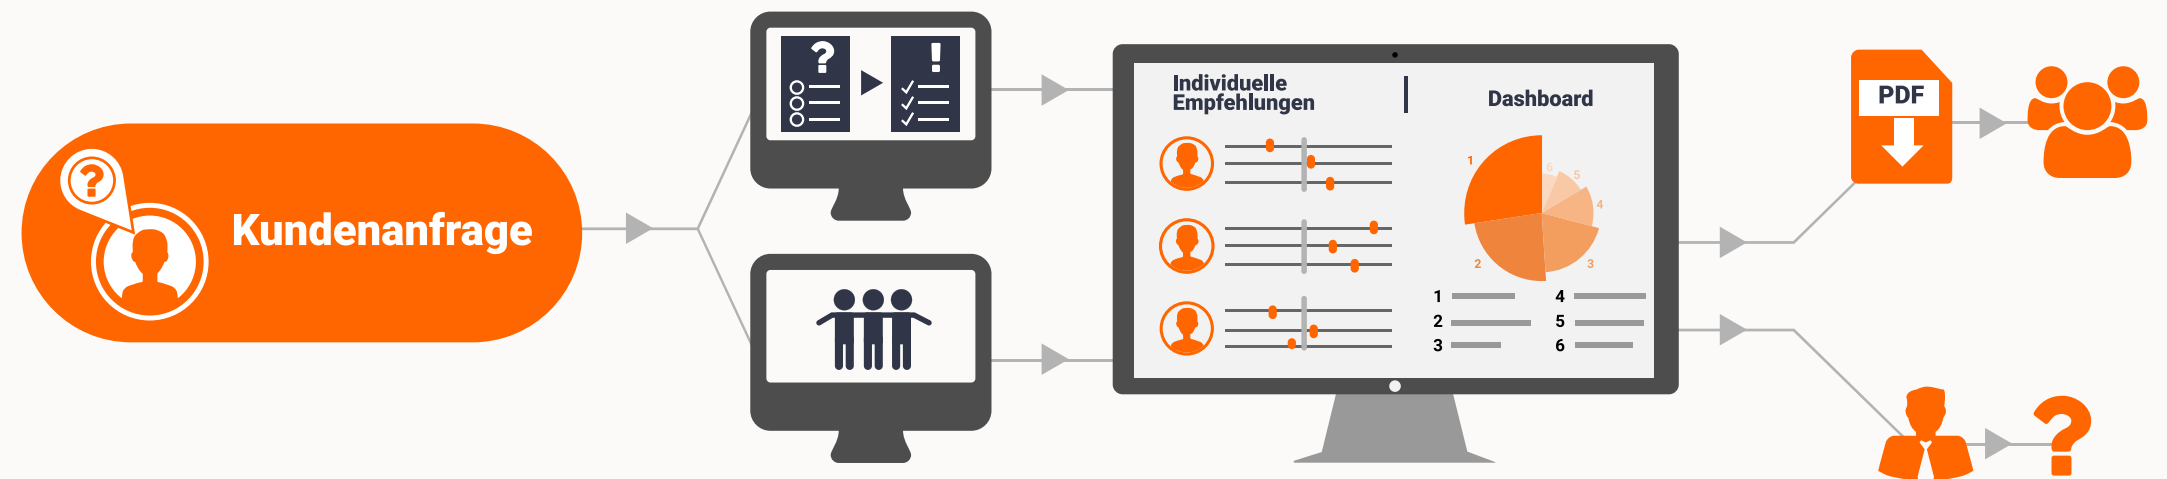 ?
Kundenanfrage
? !
Individuelle
Empfehlungen
Dashboard
1
2
3
4
5
6
1 4
2 5
3 6
PDF
?